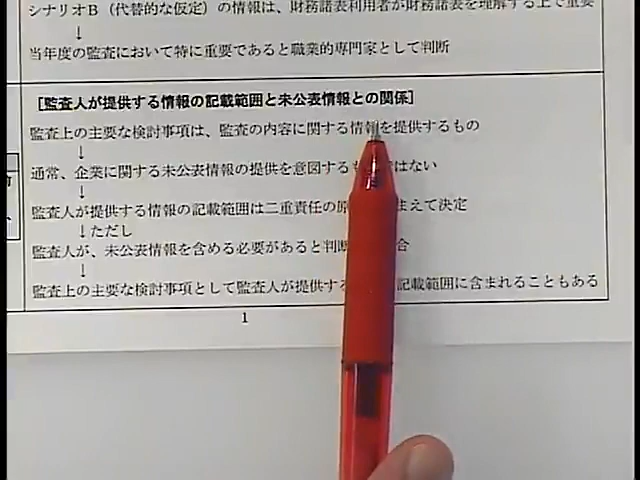 シナリオB（代替的な仮定）の情報は、財務諸表利用者が財務諸表を理解する上で重要
↓
当年度の監査において特に重要であると職業的専門家として判断
［監査人が提供する情報の記載範囲と未公表情報との関係］
監査上の主要な検討事項は、監査の内容に関する情報を提供するもの
↓
通常、企業に関する未公表情報の提供を意図するも ではない
↓
監査人が提供する情報の記載範囲は二重責任の原 まえて決定
↓ただし
監査人が、未公表情報を含める必要があると判断 合
↓
監査上の主要な検討事項として監査人が提供す 記載範囲に含まれることもある
1